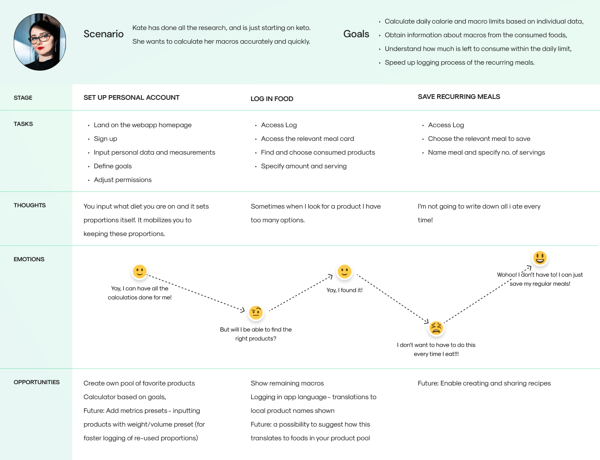 Scenario
Kate has done all the research, and is just starting on keto.
She wants to calculate her macros accurately and quickly.
Goals
• Calculate daily calorie and macro limits based on individual data,
• Obtain information about macros from the consumed foods,
• Understand how much is left to consume within the daily limit,
• Speed up logging process of the recurring meals.
STAGE
SET UP PERSONAL ACCOUNT
LOG IN FOOD
SAVE RECURRING MEALS
TASKS
• Land on the webapp homepage
• Sign up
• Input personal data and measurements
• Define goals
• Adjust permissions
• Access Log
• Access the relevant meal card
• Find and choose consumed products
• Specify amount and serving
• Access Log
• Choose the relevant meal to save
• Name meal and specify no. of servings
THOUGHTS
You input what diet you are on and it sets
proportions itself. It mobilizes you to
keeping these proportions.
Sometimes when I look for a product I have
too many options.
I'm not going to write down all i ate every
time!
EMOTIONS
Yay, I can have all the
calculatios done for me!
But will I be able to find the
right products?
Yay, I found it!
I don't want to have to do this
every time I eat!!!
Wohoo! I don't have to! I can just
save my regular meals!
OPPORTUNITIES
Create own pool of favorite products
Calculator based on goals,
Future: Add metrics presets - inputting
products with weight/volume preset (for
faster logging of re-used proportions)
Show remaining macros
Logging in app language - translations to
local product names shown
Future: a possibility to suggest how this
translates to foods in your product pool
Future: Enable creating and sharing recipes